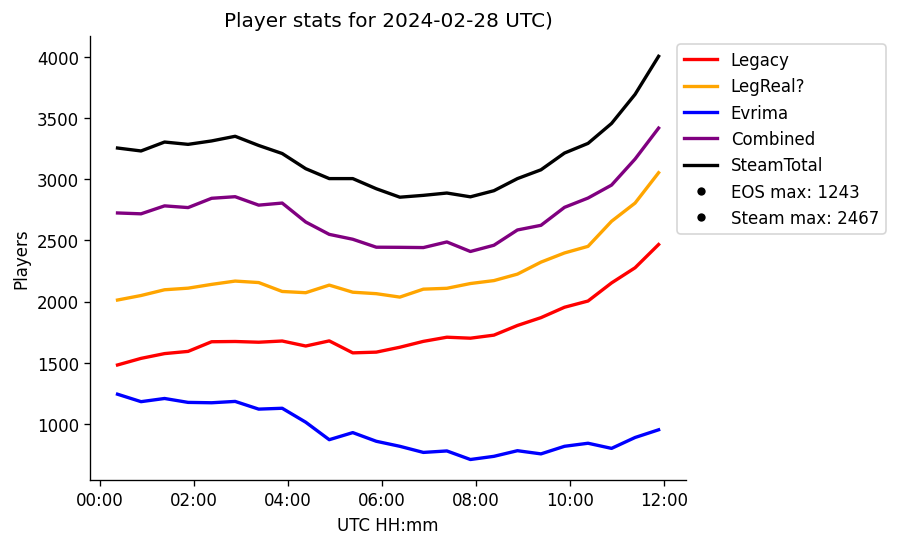 Player stats for 2024-02-28 UTC)
4000
3500
3000
2500
2000
1500
1000
Players
00:00 02:00 04:00 06:00 08:00 10:00 12:00
UTC HH:mm
Legacy
LegReal?
Evrima
Combined
SteamTotal
EOS max: 1243
Steam max: 2467